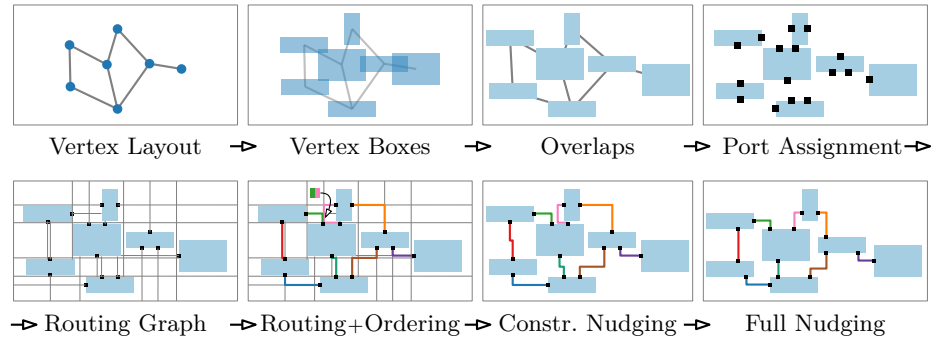 Vertex Layout
Vertex Boxes
Overlaps
Port Assignment
Routing Graph
Routing+Ordering
Constr. Nudging
Full Nudging